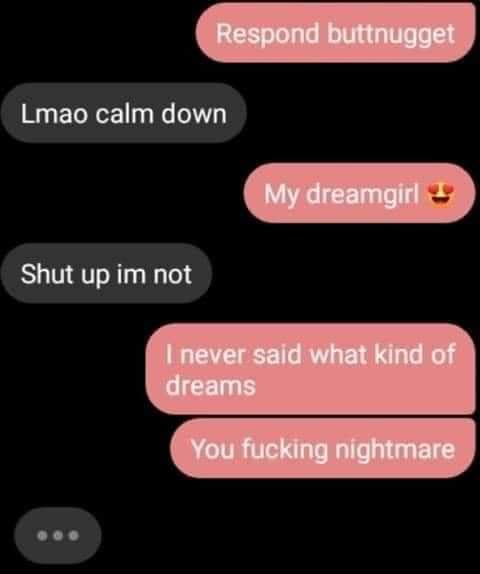 Respond buttnugget
Lmao calm down
My dreamgirl 😍
Shut up im not
I never said what kind of
dreams
You fucking nightmare